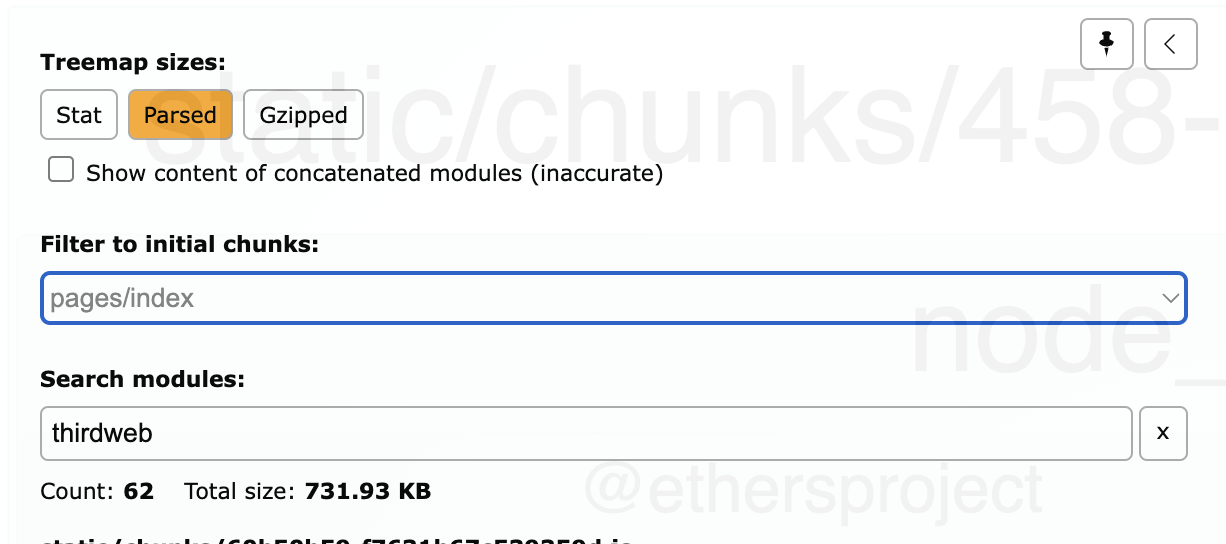 Treemap sizes:
Stat Parsed Gzipped
static/chunks/458-
Show content of concatenated modules (inaccurate)
Filter to initial chunks:
pages/index
node_
Search modules:
thirdweb x
Count: 62 Total size: 731.93 KB
@ethersproject